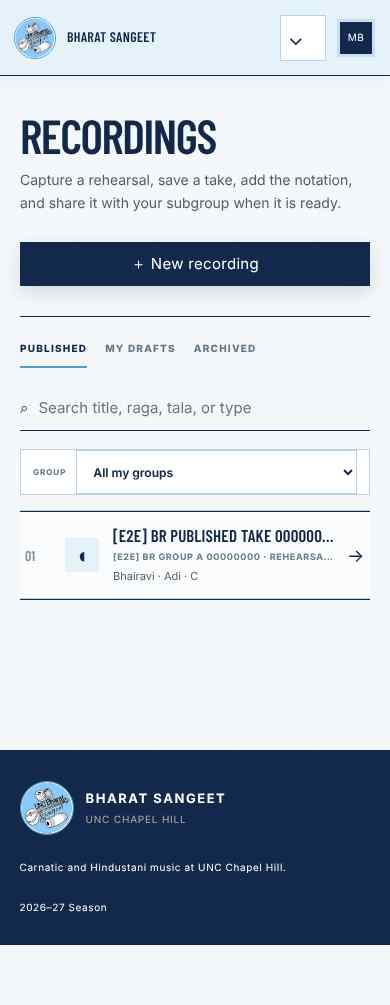 BHARAT SANGEET
MB
RECORDINGS
Capture a rehearsal, save a take, add the notation,
and share it with your subgroup when it is ready.
+ New recording
PUBLISHED MY DRAFTS ARCHIVED
Search title, raga, tala, or type
GROUP All my groups
[E2E] BR PUBLISHED TAKE 000000...
01
[E2E] BR GROUP A 00000000 · REHEARSA...
Bhairavi · Adi · C
BHARAT SANGEET
UNC CHAPEL HILL
Carnatic and Hindustani music at UNC Chapel Hill.
2026–27 Season